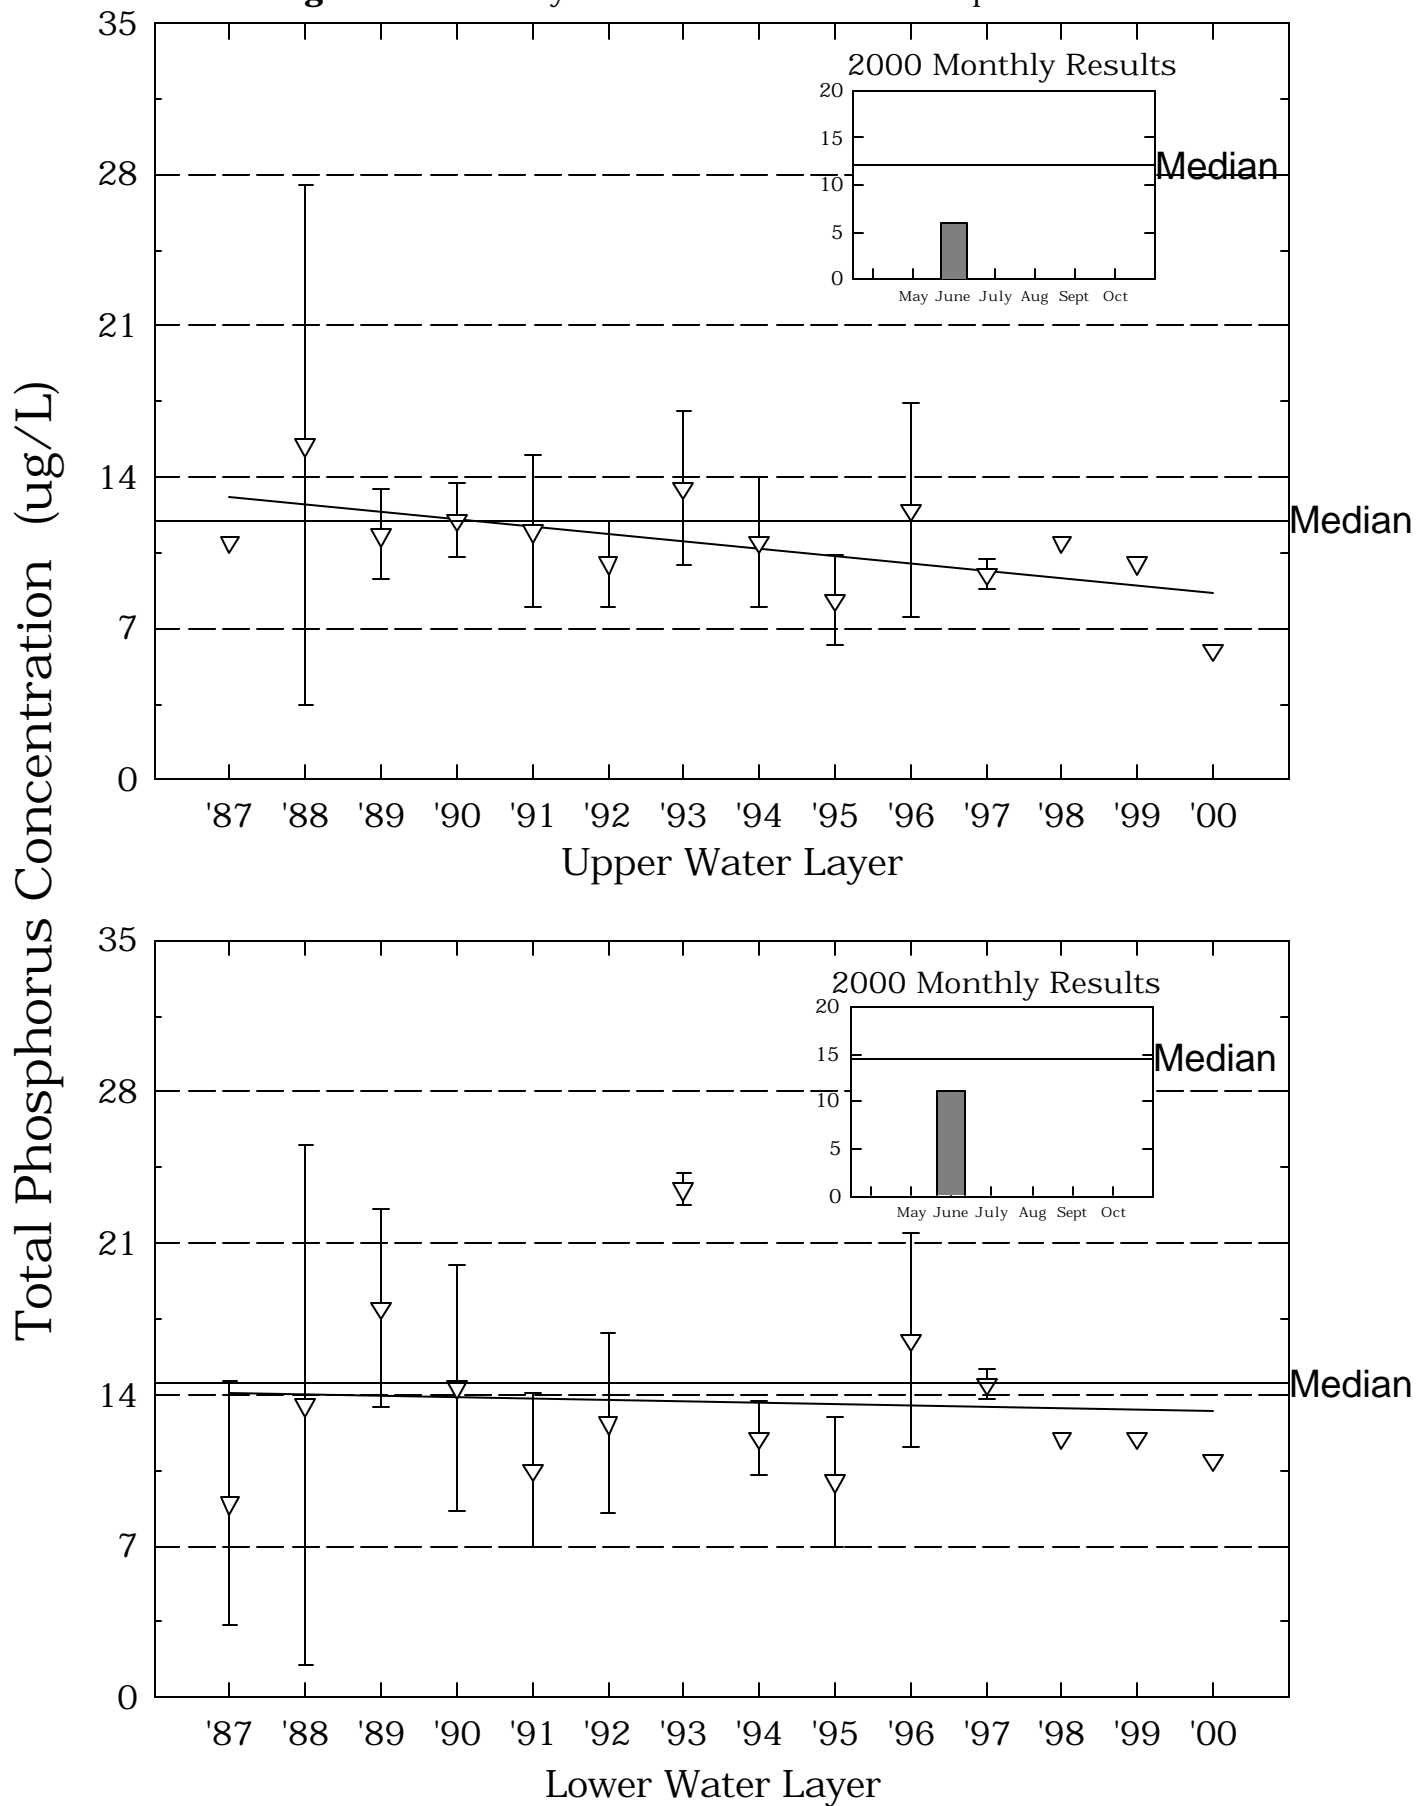 Total Phosphorus Concentration (ug/L)
35
28
21
14
7
0
2000 Monthly Results
20
15
10
5
0
Median
May June July Aug Sept Oct
Median
'87 '88 '89 '90 '91 '92 '93 '94 '95 '96 '97 '98 '99 '00
Upper Water Layer
35
28
21
14
7
0
2000 Monthly Results
20
15
10
5
0
Median
May June July Aug Sept Oct
Median
'87 '88 '89 '90 '91 '92 '93 '94 '95 '96 '97 '98 '99 '00
Lower Water Layer